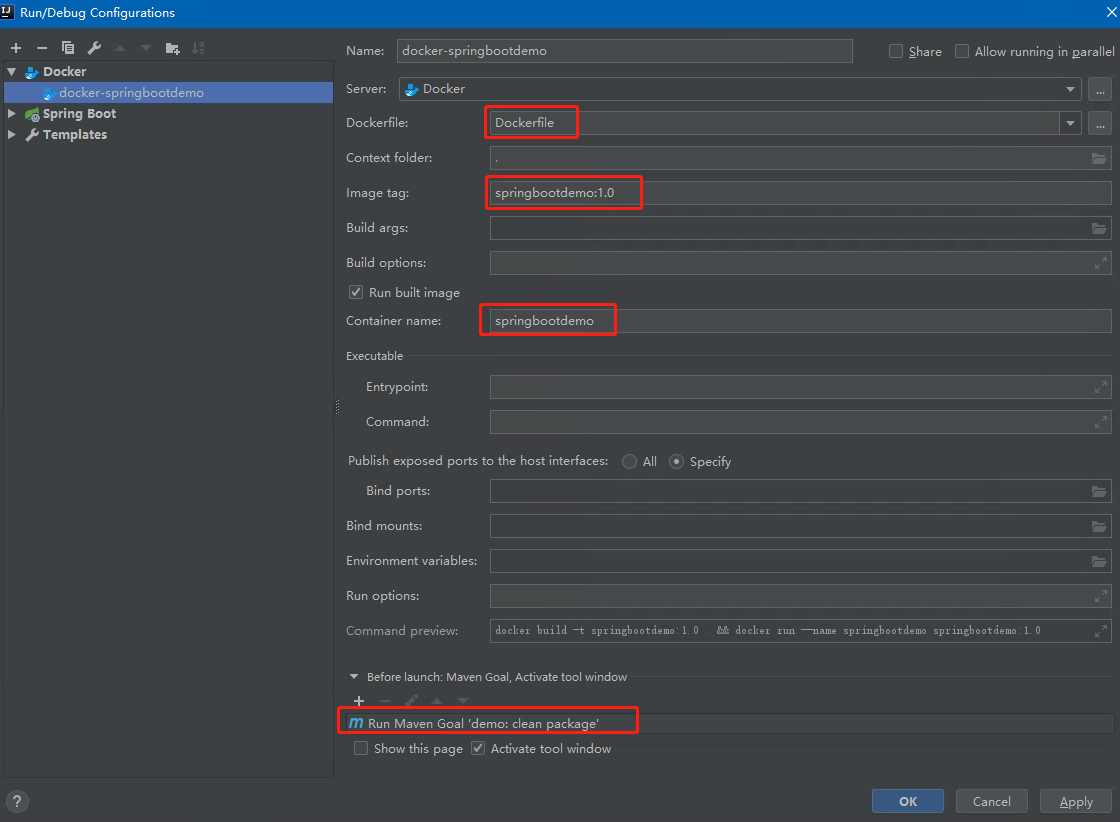 IJ Run/Debug Configurations
Name: docker-springbootdemo Share Allow running in parallel
Docker
docker-springbootdemo
Spring Boot
Templates
Server: Docker ...
Dockerfile: Dockerfile ...
Context folder: .
Image tag: springbootdemo:1.0
Build args:
Build options:
Run built image
Container name: springbootdemo
Executable
Entrypoint:
Command:
Publish exposed ports to the host interfaces: All Specify
Bind ports:
Bind mounts:
Environment variables:
Run options:
Command preview: docker build -t springbootdemo:1.0 . && docker run --name springbootdemo springbootdemo:1.0
Before launch: Maven Goal, Activate tool window
m Run Maven Goal 'demo: clean package'
Show this page Activate tool window
? OK Cancel Apply